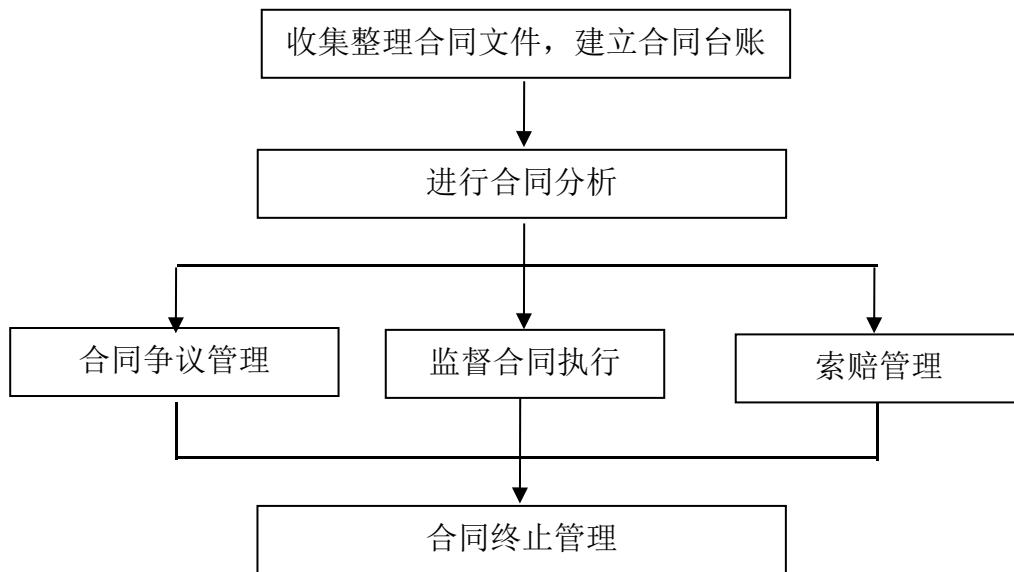 收集整理合同文件，建立合同台账
进行合同分析
合同争议管理
监督合同执行
索赔管理
合同终止管理